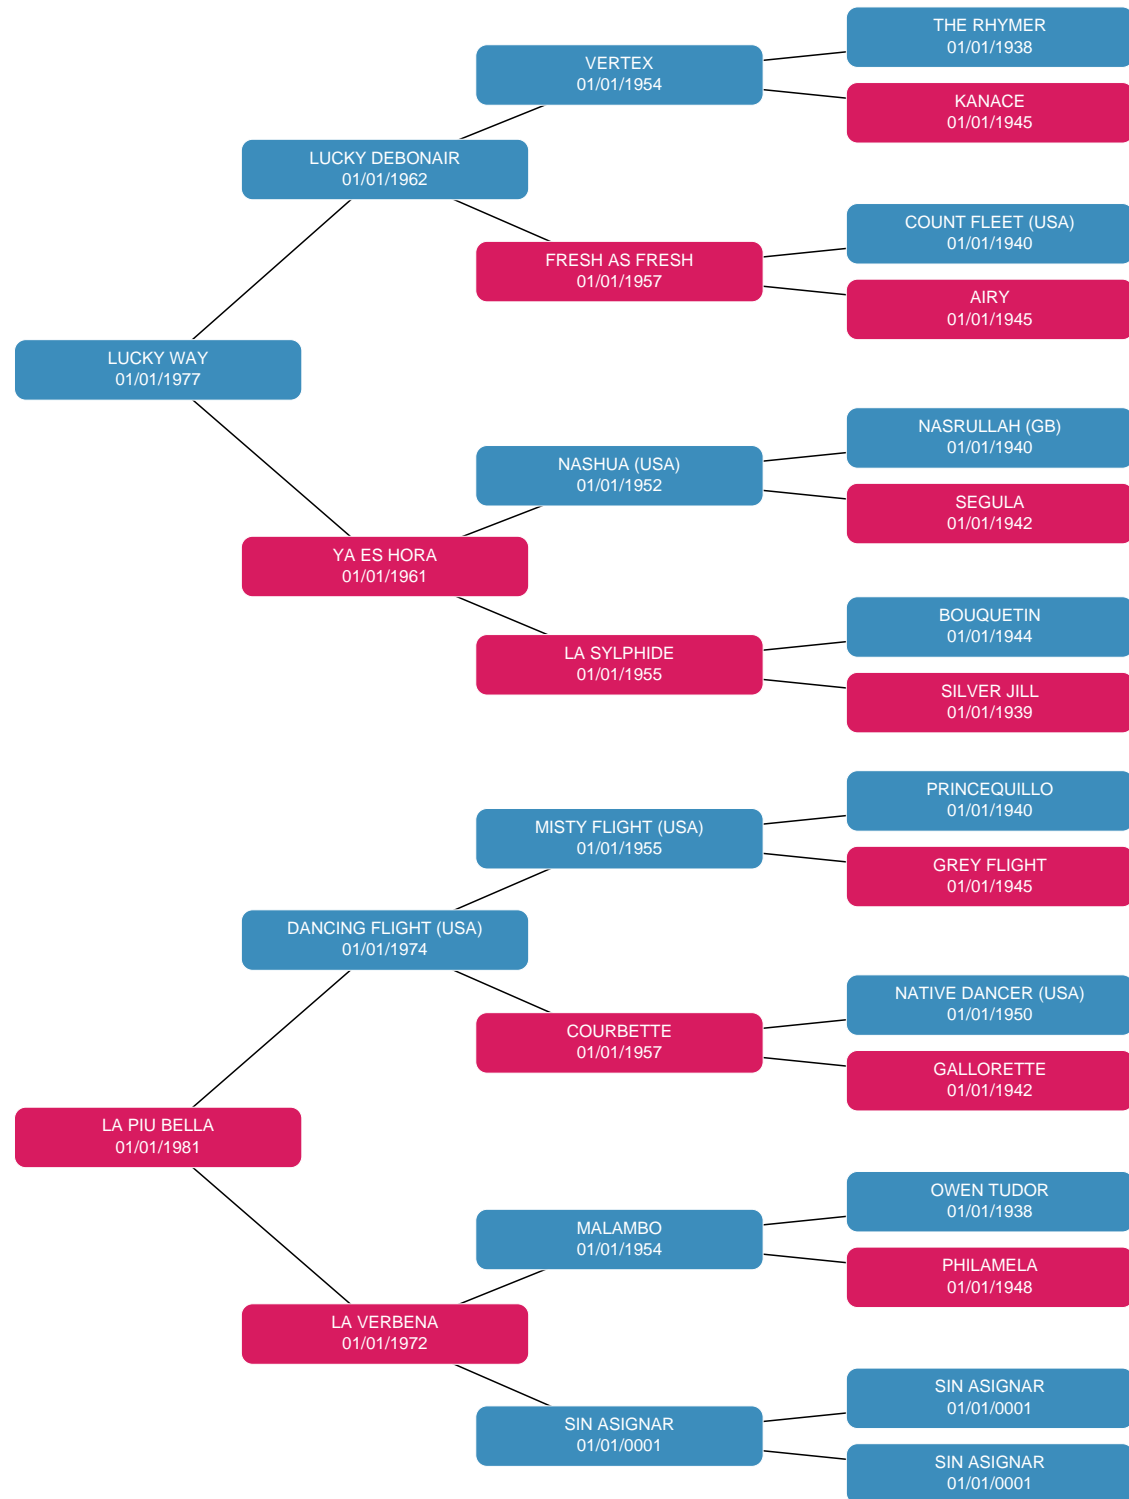 THE RHYMER
01/01/1938
VERTEX
01/01/1954
KANACE
01/01/1945
LUCKY DEBONAIR
01/01/1962
COUNT FLEET (USA)
01/01/1940
FRESH AS FRESH
01/01/1957
AIRY
01/01/1945
LUCKY WAY
01/01/1977
NASRULLAH (GB)
01/01/1940
NASHUA (USA)
01/01/1952
SEGULA
01/01/1942
YA ES HORA
01/01/1961
BOUQUETIN
01/01/1944
LA SYLPHIDE
01/01/1955
SILVER JILL
01/01/1939
PRINCEQUILLO
01/01/1940
MISTY FLIGHT (USA)
01/01/1955
GREY FLIGHT
01/01/1945
DANCING FLIGHT (USA)
01/01/1974
NATIVE DANCER (USA)
01/01/1950
COURBETTE
01/01/1957
GALLORETTE
01/01/1942
LA PIU BELLA
01/01/1981
OWEN TUDOR
01/01/1938
MALAMBO
01/01/1954
PHILAMELA
01/01/1948
LA VERBENA
01/01/1972
SIN ASIGNAR
01/01/0001
SIN ASIGNAR
01/01/0001
SIN ASIGNAR
01/01/0001